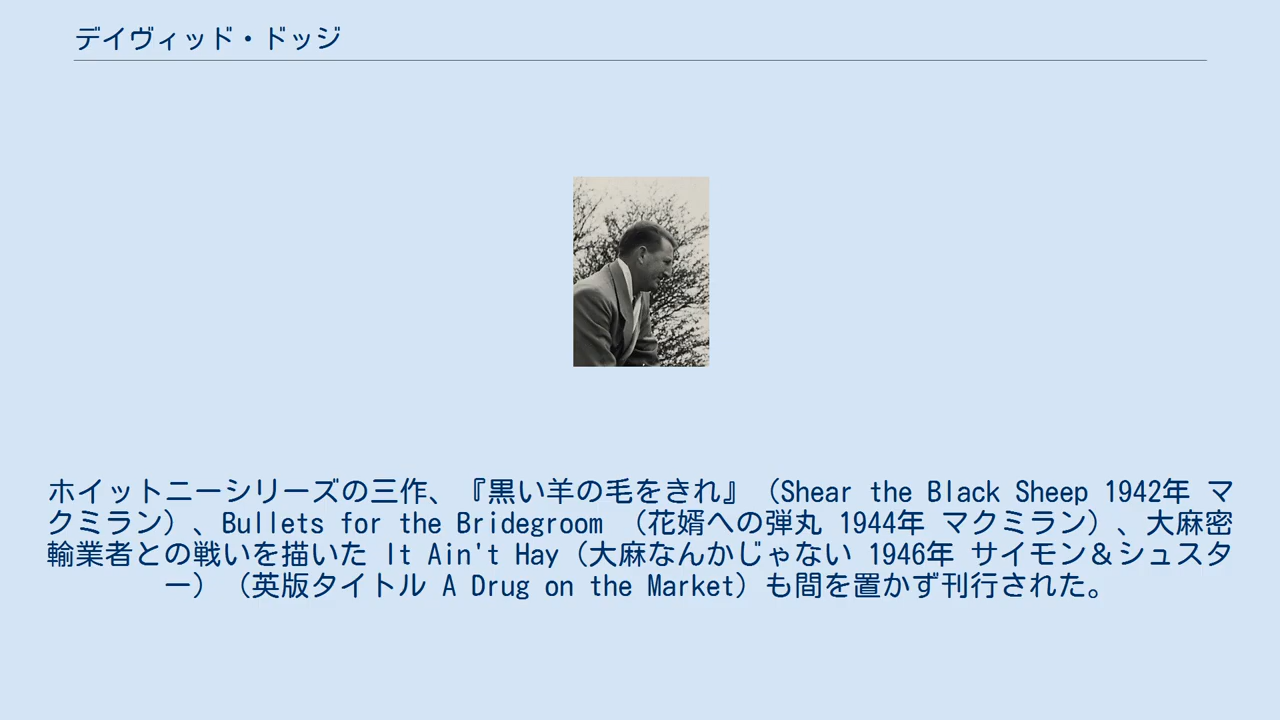 デイヴィッド・ドッジ
ホイットニーシリーズの三作、『黒い羊の毛をきれ』（Shear the Black Sheep 1942年 マ
クミラン）、Bullets for the Bridegroom （花婿への弾丸 1944年 マクミラン）、大麻密
輸業者との戦いを描いた It Ain't Hay（大麻なんかじゃない 1946年 サイモン＆シュスタ
ー）（英版タイトル A Drug on the Market）も間を置かず刊行された。